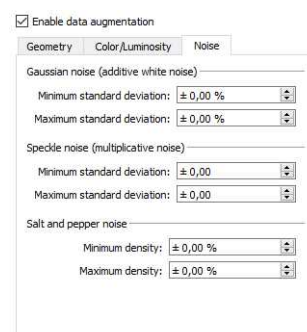 Enable data augmentation
Geometry Color/Luminosity Noise
Gaussian noise (additive white noise)
Minimum standard deviation: ± 0,00 %
Maximum standard deviation: ± 0,00 %
Speckle noise (multiplicative noise)
Minimum standard deviation: ± 0,00
Maximum standard deviation: ± 0,00
Salt and pepper noise
Minimum density: ± 0,00 %
Maximum density: ± 0,00 %